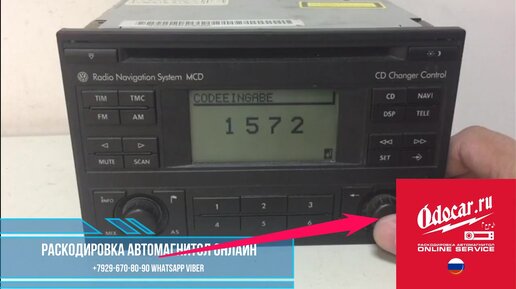 Radio Navigation System MCD
CD Changer Control
TIM TMC
CODEEINGABE
CD NAVI
FM AM
1572
DSP TELE
MUTE SCAN
SET
INFO
1 2 3
MIX
AS
4 5 6
РАСКОДИРОВКА АВТОМАГНИТОЛ ОНЛАЙН
+7929-670-80-90 WHATSAPP VIBER
Odocar.ru
РАСКОДИРОВКА АВТОМАГНИТОЛ
ONLINE SERVICE